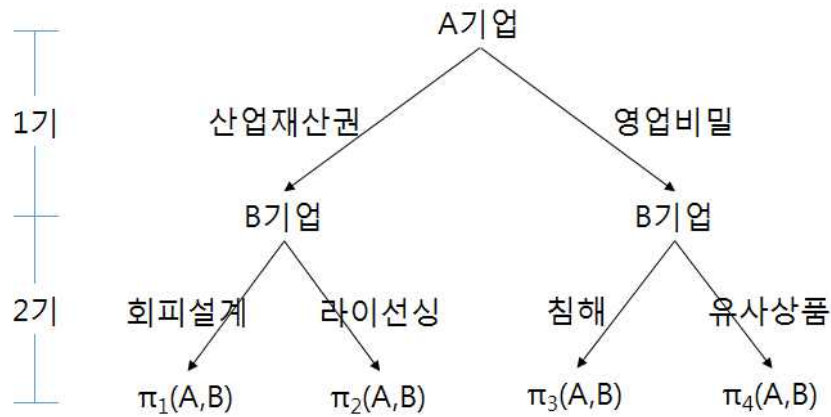 A기업
1기
산업재산권
영업비밀
B기업
B기업
2기
회피설계
라이선싱
침해
유사상품
π₁(A,B)
π₂(A,B)
π₃(A,B)
π₄(A,B)